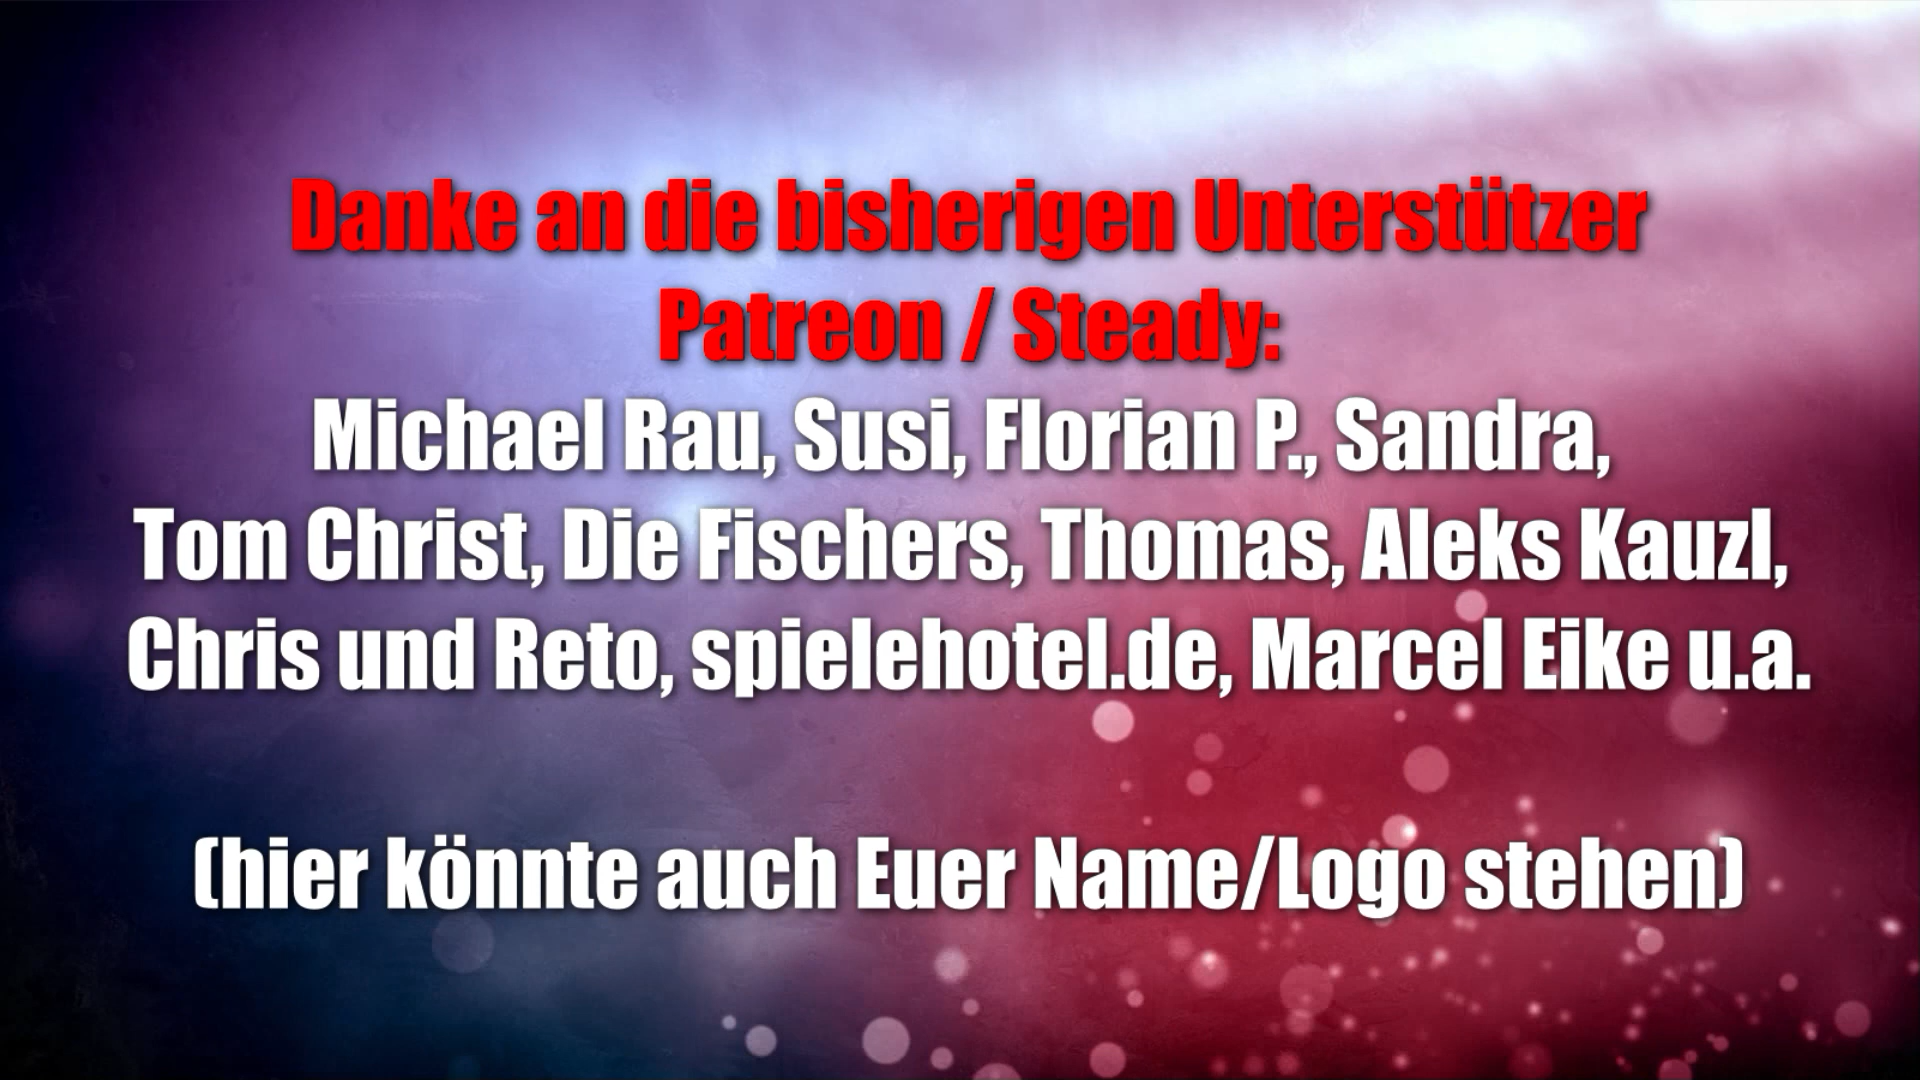 Danke an die bisherigen Unterstützer
Patreon / Steady:
Michael Rau, Susi, Florian P., Sandra,
Tom Christ, Die Fischers, Thomas, Aleks Kauzl,
Chris und Reto, spielehotel.de, Marcel Eike u.a.
(hier könnte auch Euer Name/Logo stehen)